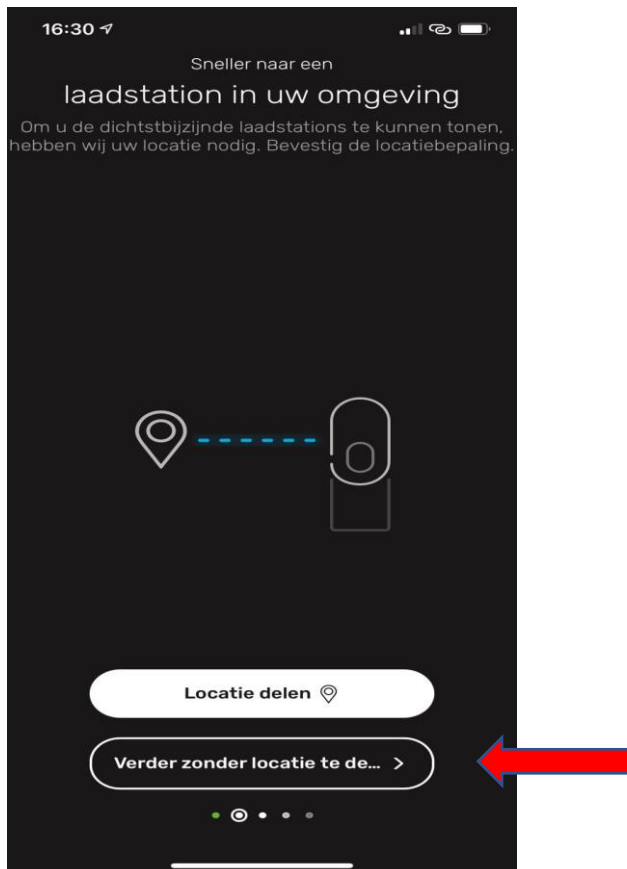 16:30
Sneller naar een
laadstation in uw omgeving
Om u de dichtstbijzijnde laadstations te kunnen tonen,
hebben wij uw locatie nodig. Bevestig de locatiebepaling.
Locatie delen
Verder zonder locatie te de...